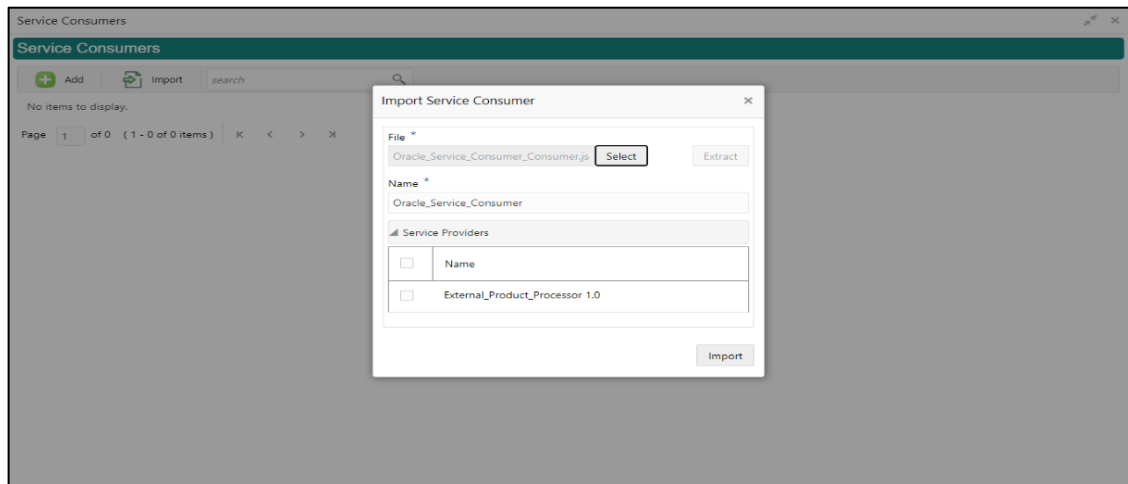 Service Consumers
Service Consumers
Add Import search
No items to display.
Page 1 of 0 ( 1 - 0 of 0 items )
Import Service Consumer
File *
Oracle_Service_Consumer_Consumer.js Select Extract
Name *
Oracle_Service_Consumer
Service Providers
Name
External_Product_Processor 1.0
Import